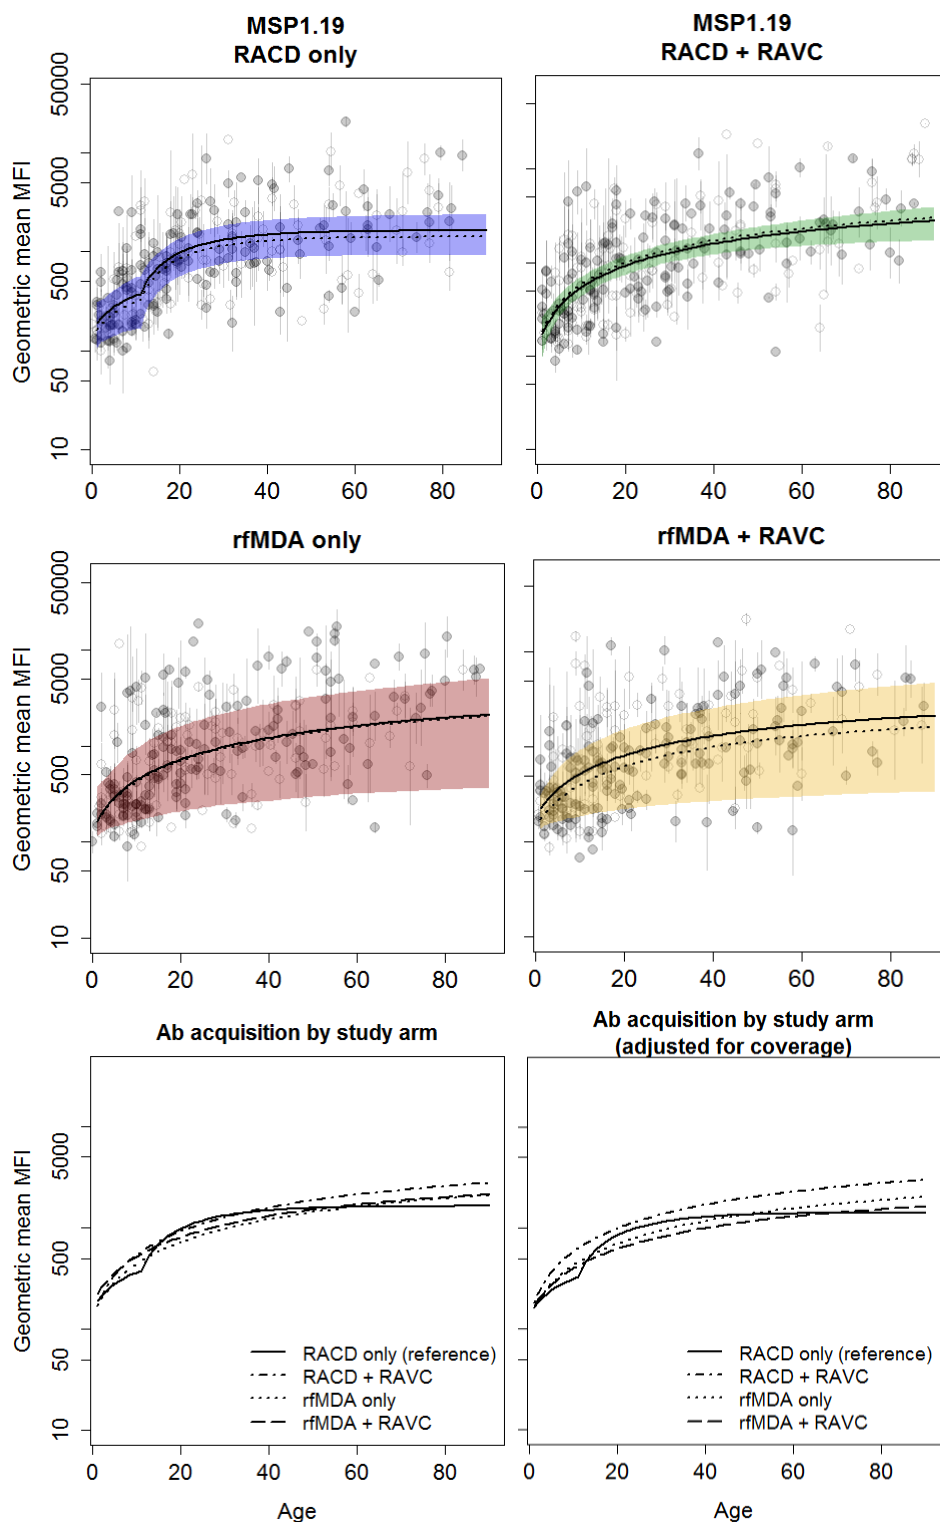 MSP1.19
RACD only
MSP1.19
RACD + RAVC
Geometric mean MFI
50000
5000
500
50
10
0 20 40 60 80
0 20 40 60 80
rfMDA only
rfMDA + RAVC
Geometric mean MFI
50000
5000
500
50
10
0 20 40 60 80
0 20 40 60 80
Ab acquisition by study arm
Ab acquisition by study arm
(adjusted for coverage)
Geometric mean MFI
5000
500
50
10
RACD only (reference)
RACD + RAVC
rfMDA only
rfMDA + RAVC
RACD only (reference)
RACD + RAVC
rfMDA only
rfMDA + RAVC
0 20 40 60 80
0 20 40 60 80
Age
Age